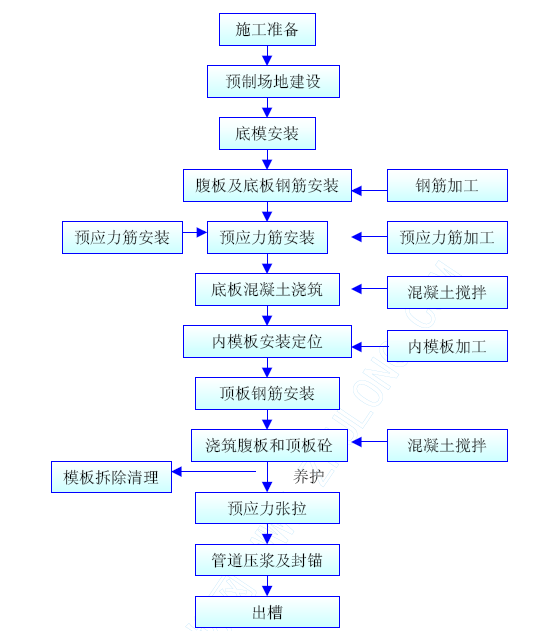 施工准备
预制场地建设
底模安装
腹板及底板钢筋安装
钢筋加工
预应力筋安装
预应力筋安装
预应力筋加工
底板混凝土浇筑
混凝土搅拌
内模板安装定位
内模板加工
顶板钢筋安装
浇筑腹板和顶板砼
混凝土搅拌
模板拆除清理
养护
预应力张拉
管道压浆及封锚
出槽